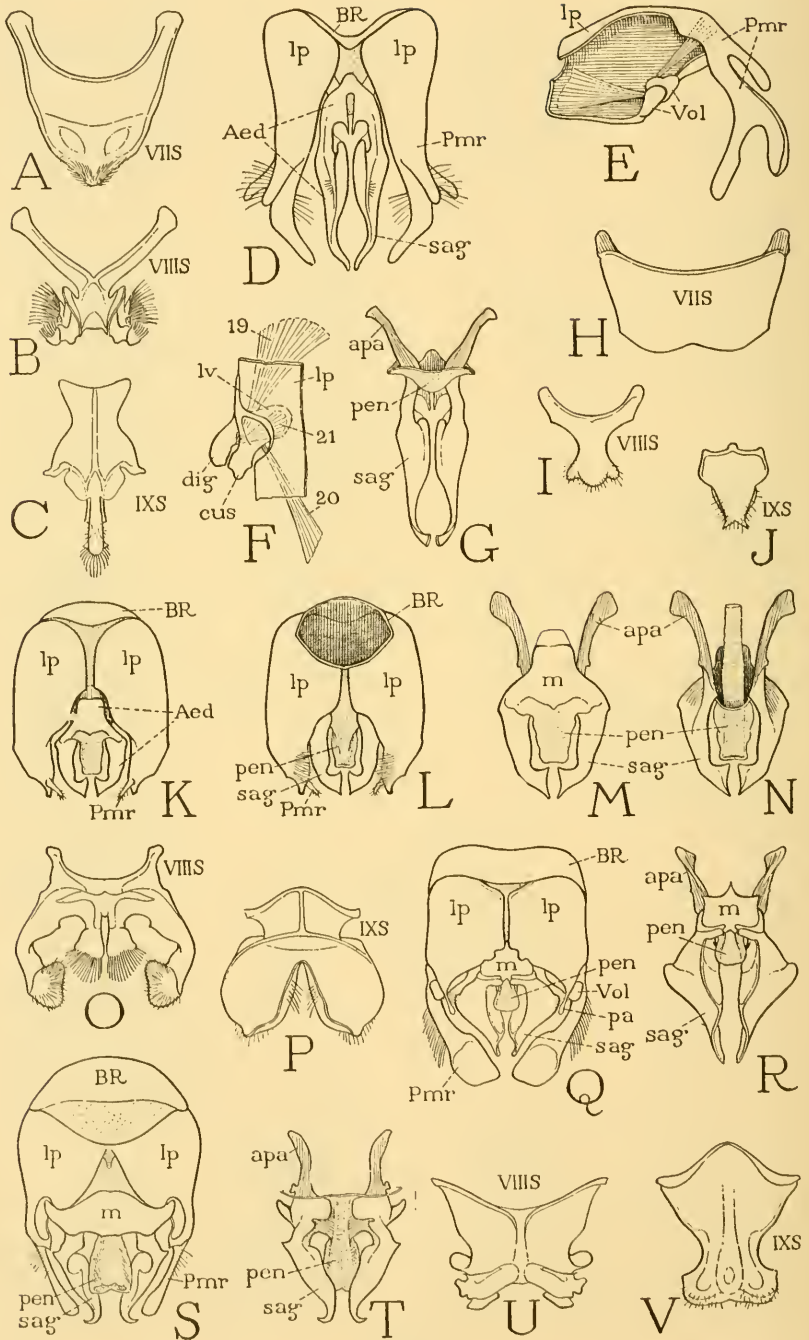 A
VIIS
B
VIIIS
C
IXS
BR
lp
lp
Aed
Pmr
sag
D
lp
Pmr
Vol
E
19
lv
lp
21
dig
cus
20
F
apa
pen
sag
G
VIIS
H
VIIIS
I
IXS
J
BR
lp
lp
Aed
Pmr
K
BR
lp
lp
pen
sag
Pmr
L
apa
m
pen
sag
M
N
VIIIS
O
IXS
P
BR
lp
lp
m
pen
Vol
pa
sag
Pmr
Q
apa
m
pen
sag
R
BR
lp
lp
m
pen
sag
Pmr
S
apa
pen
sag
T
VIIIS
U
IXS
V